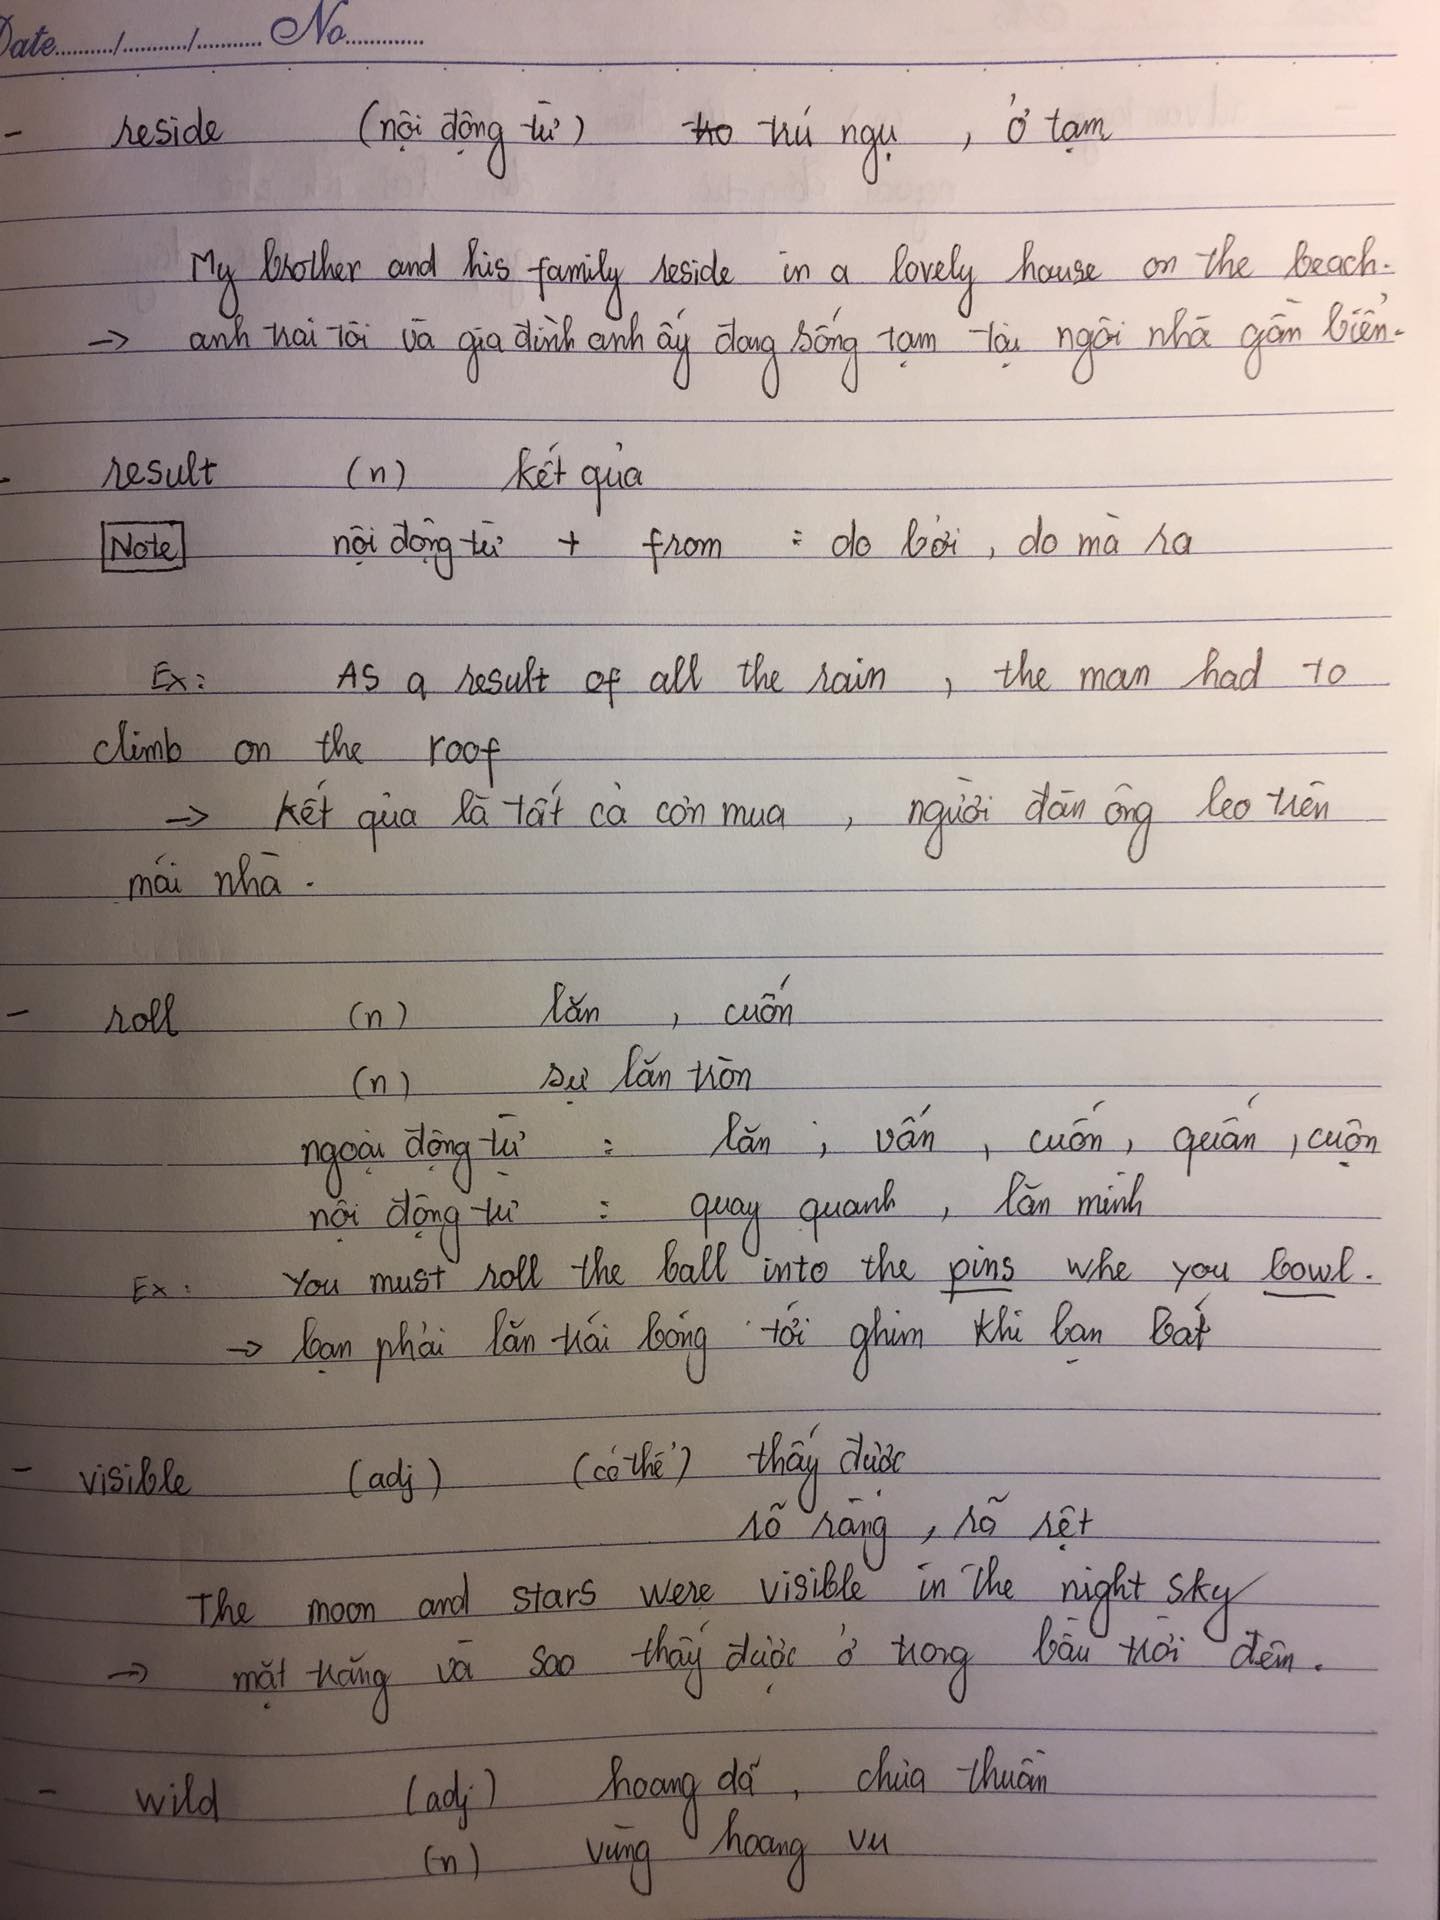 Date........../.........../........... No.............
- reside (nội động từ) tro trú ngụ, ở tạm
My brother and his family reside in a lovely house on the beach.
→ anh trai tôi và gia đình anh ấy đang sống tạm tại ngôi nhà gần biển.
- result (n) kết quả
Note nội động từ + from : do bởi, do mà ra
Ex: As a result of all the rain, the man had to
climb on the roof
→ kết quả là tất cả cơn mưa, người đàn ông leo trên
mái nhà.
- roll (n) lăn, cuốn
(n) sự lăn tròn
ngoại động từ : lăn, vấn, cuốn, quấn, cuộn
nội động từ : quay quanh, lăn mình
Ex: You must roll the ball into the pins whe you bowl.
→ bạn phải lăn trái bóng tới ghim khi bạn bắt
- visible (adj) (có thể) thấy được
rõ ràng, rõ rệt
The moon and stars were visible in the night sky
→ mặt trăng và sao thấy được ở trong bầu trời đêm.
- wild (adj) hoang dã, chưa thuần
(n) vùng hoang vu